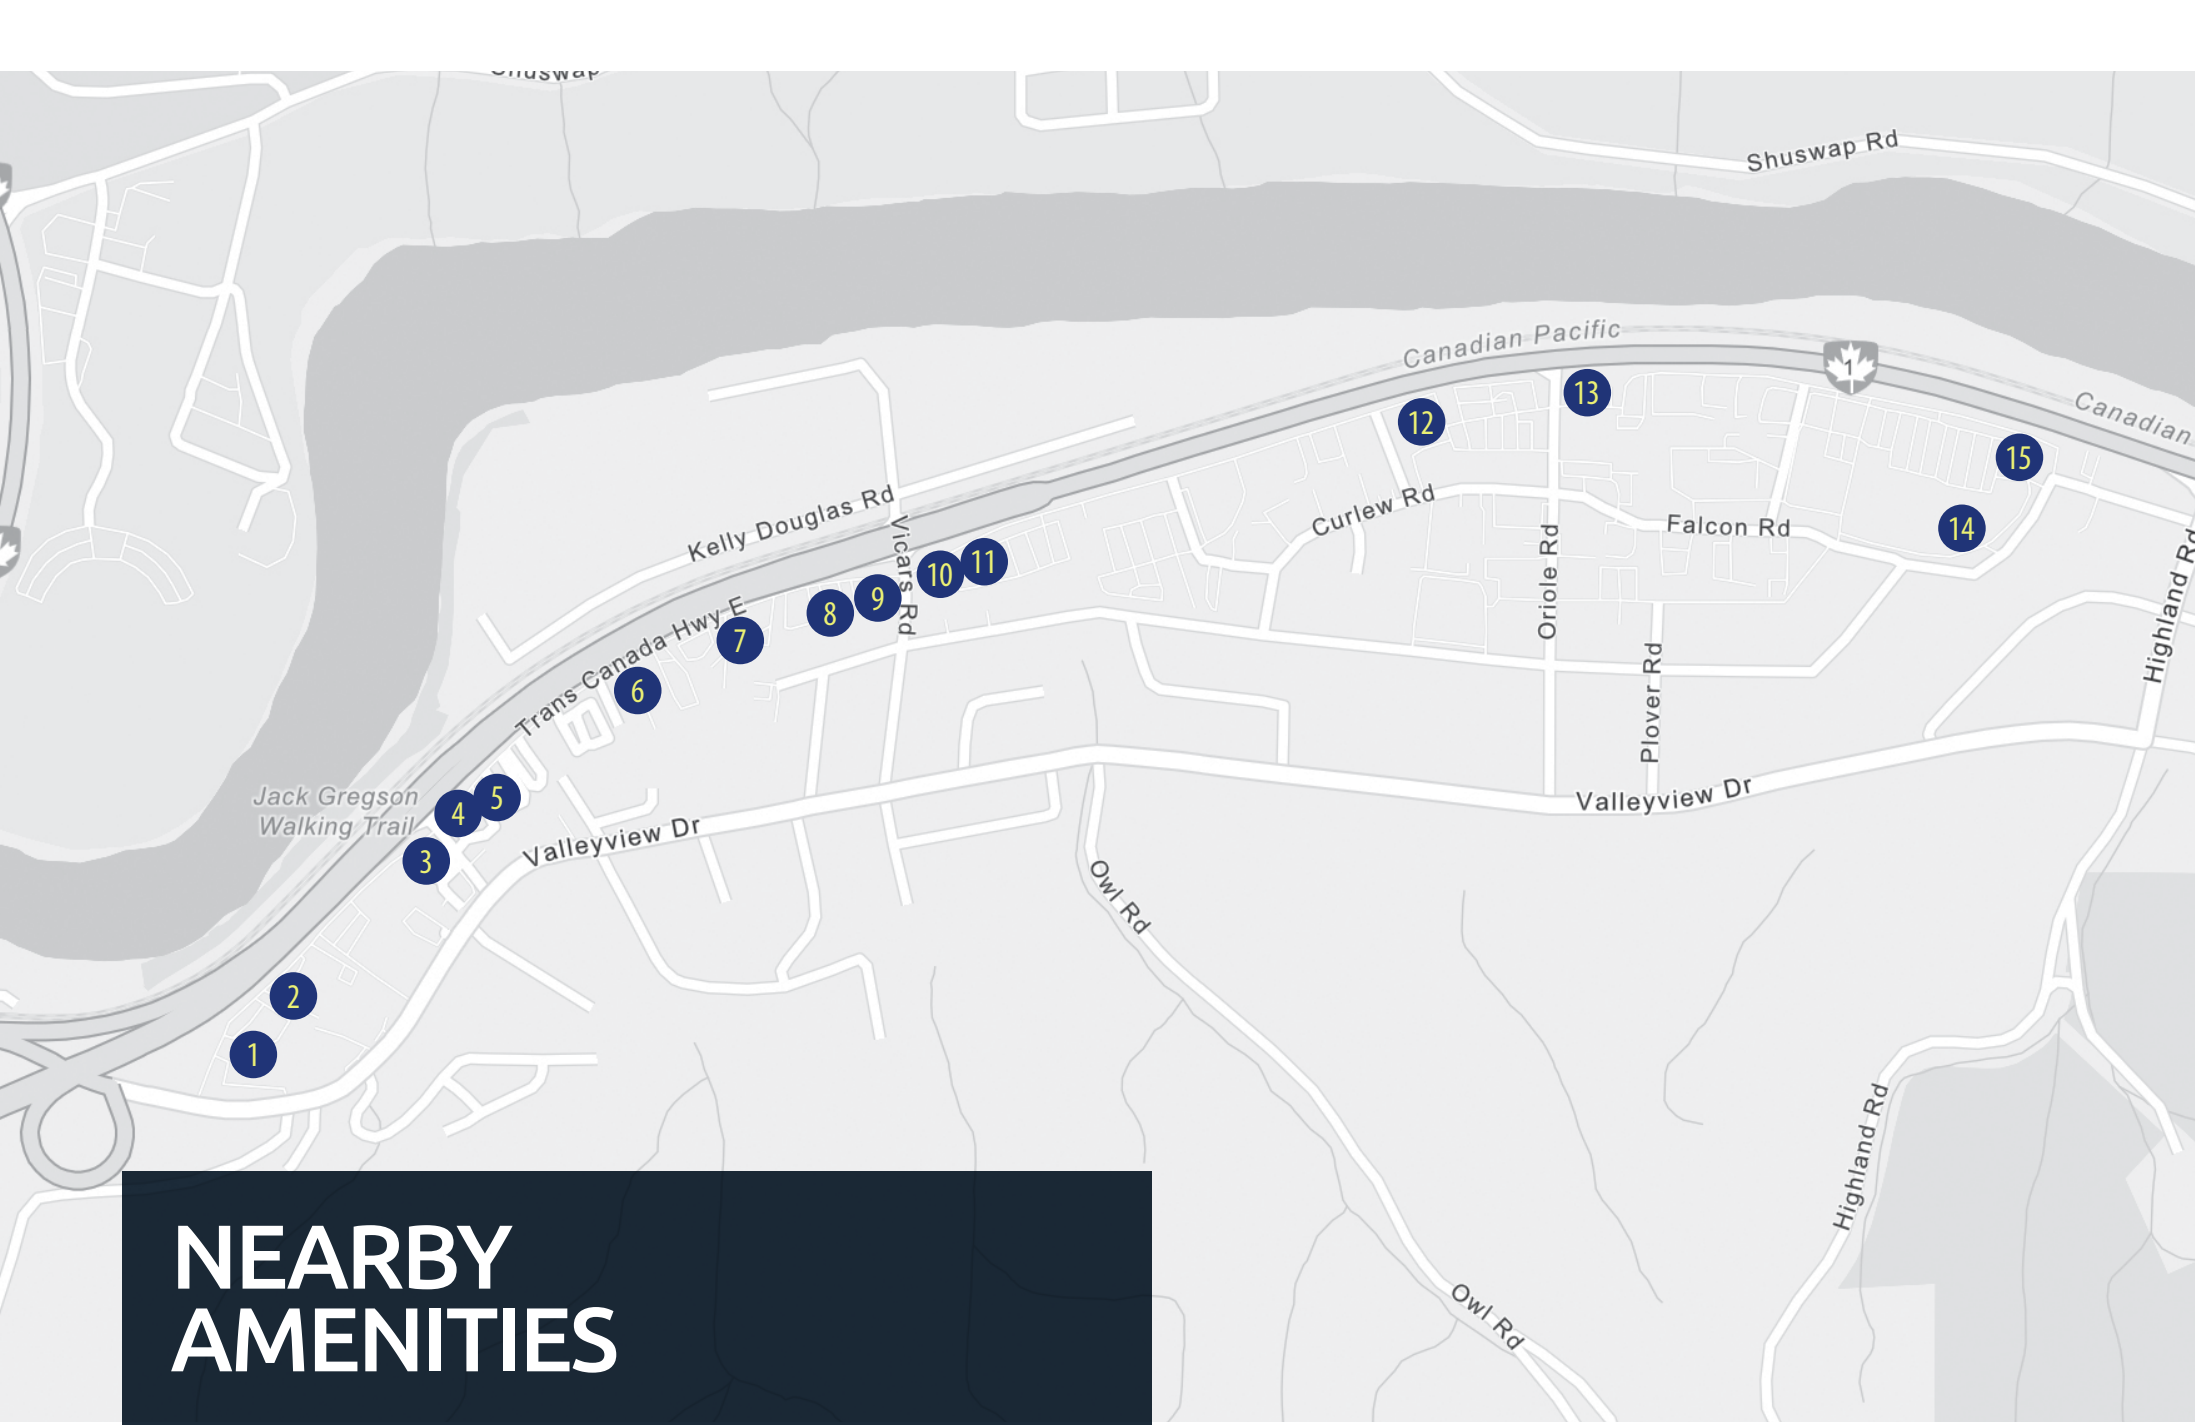 Shuswap
Shuswap Rd
Canadian Pacific
1
Canadian
13
12
15
Curlew Rd
Falcon Rd
14
Kelly Douglas Rd
Vicars Rd
Oriole Rd
Highland Rd
11
10
9
8
Trans Canada Hwy E
7
6
Plover Rd
Jack Gregson
Walking Trail
5
4
3
Valleyview Dr
Valleyview Dr
Owl Rd
2
1
Highland Rd
Owl Rd
NEARBY
AMENITIES